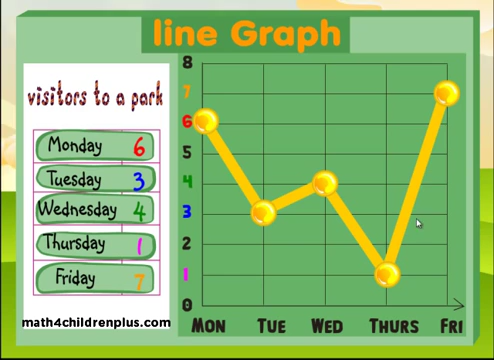 line Graph
visitors to a park
Monday 6
Tuesday 3
Wednesday 4
Thursday 1
Friday 7
math4childrenplus.com
8
7
6
5
4
3
2
1
0
MON TUE WED THURS FRI